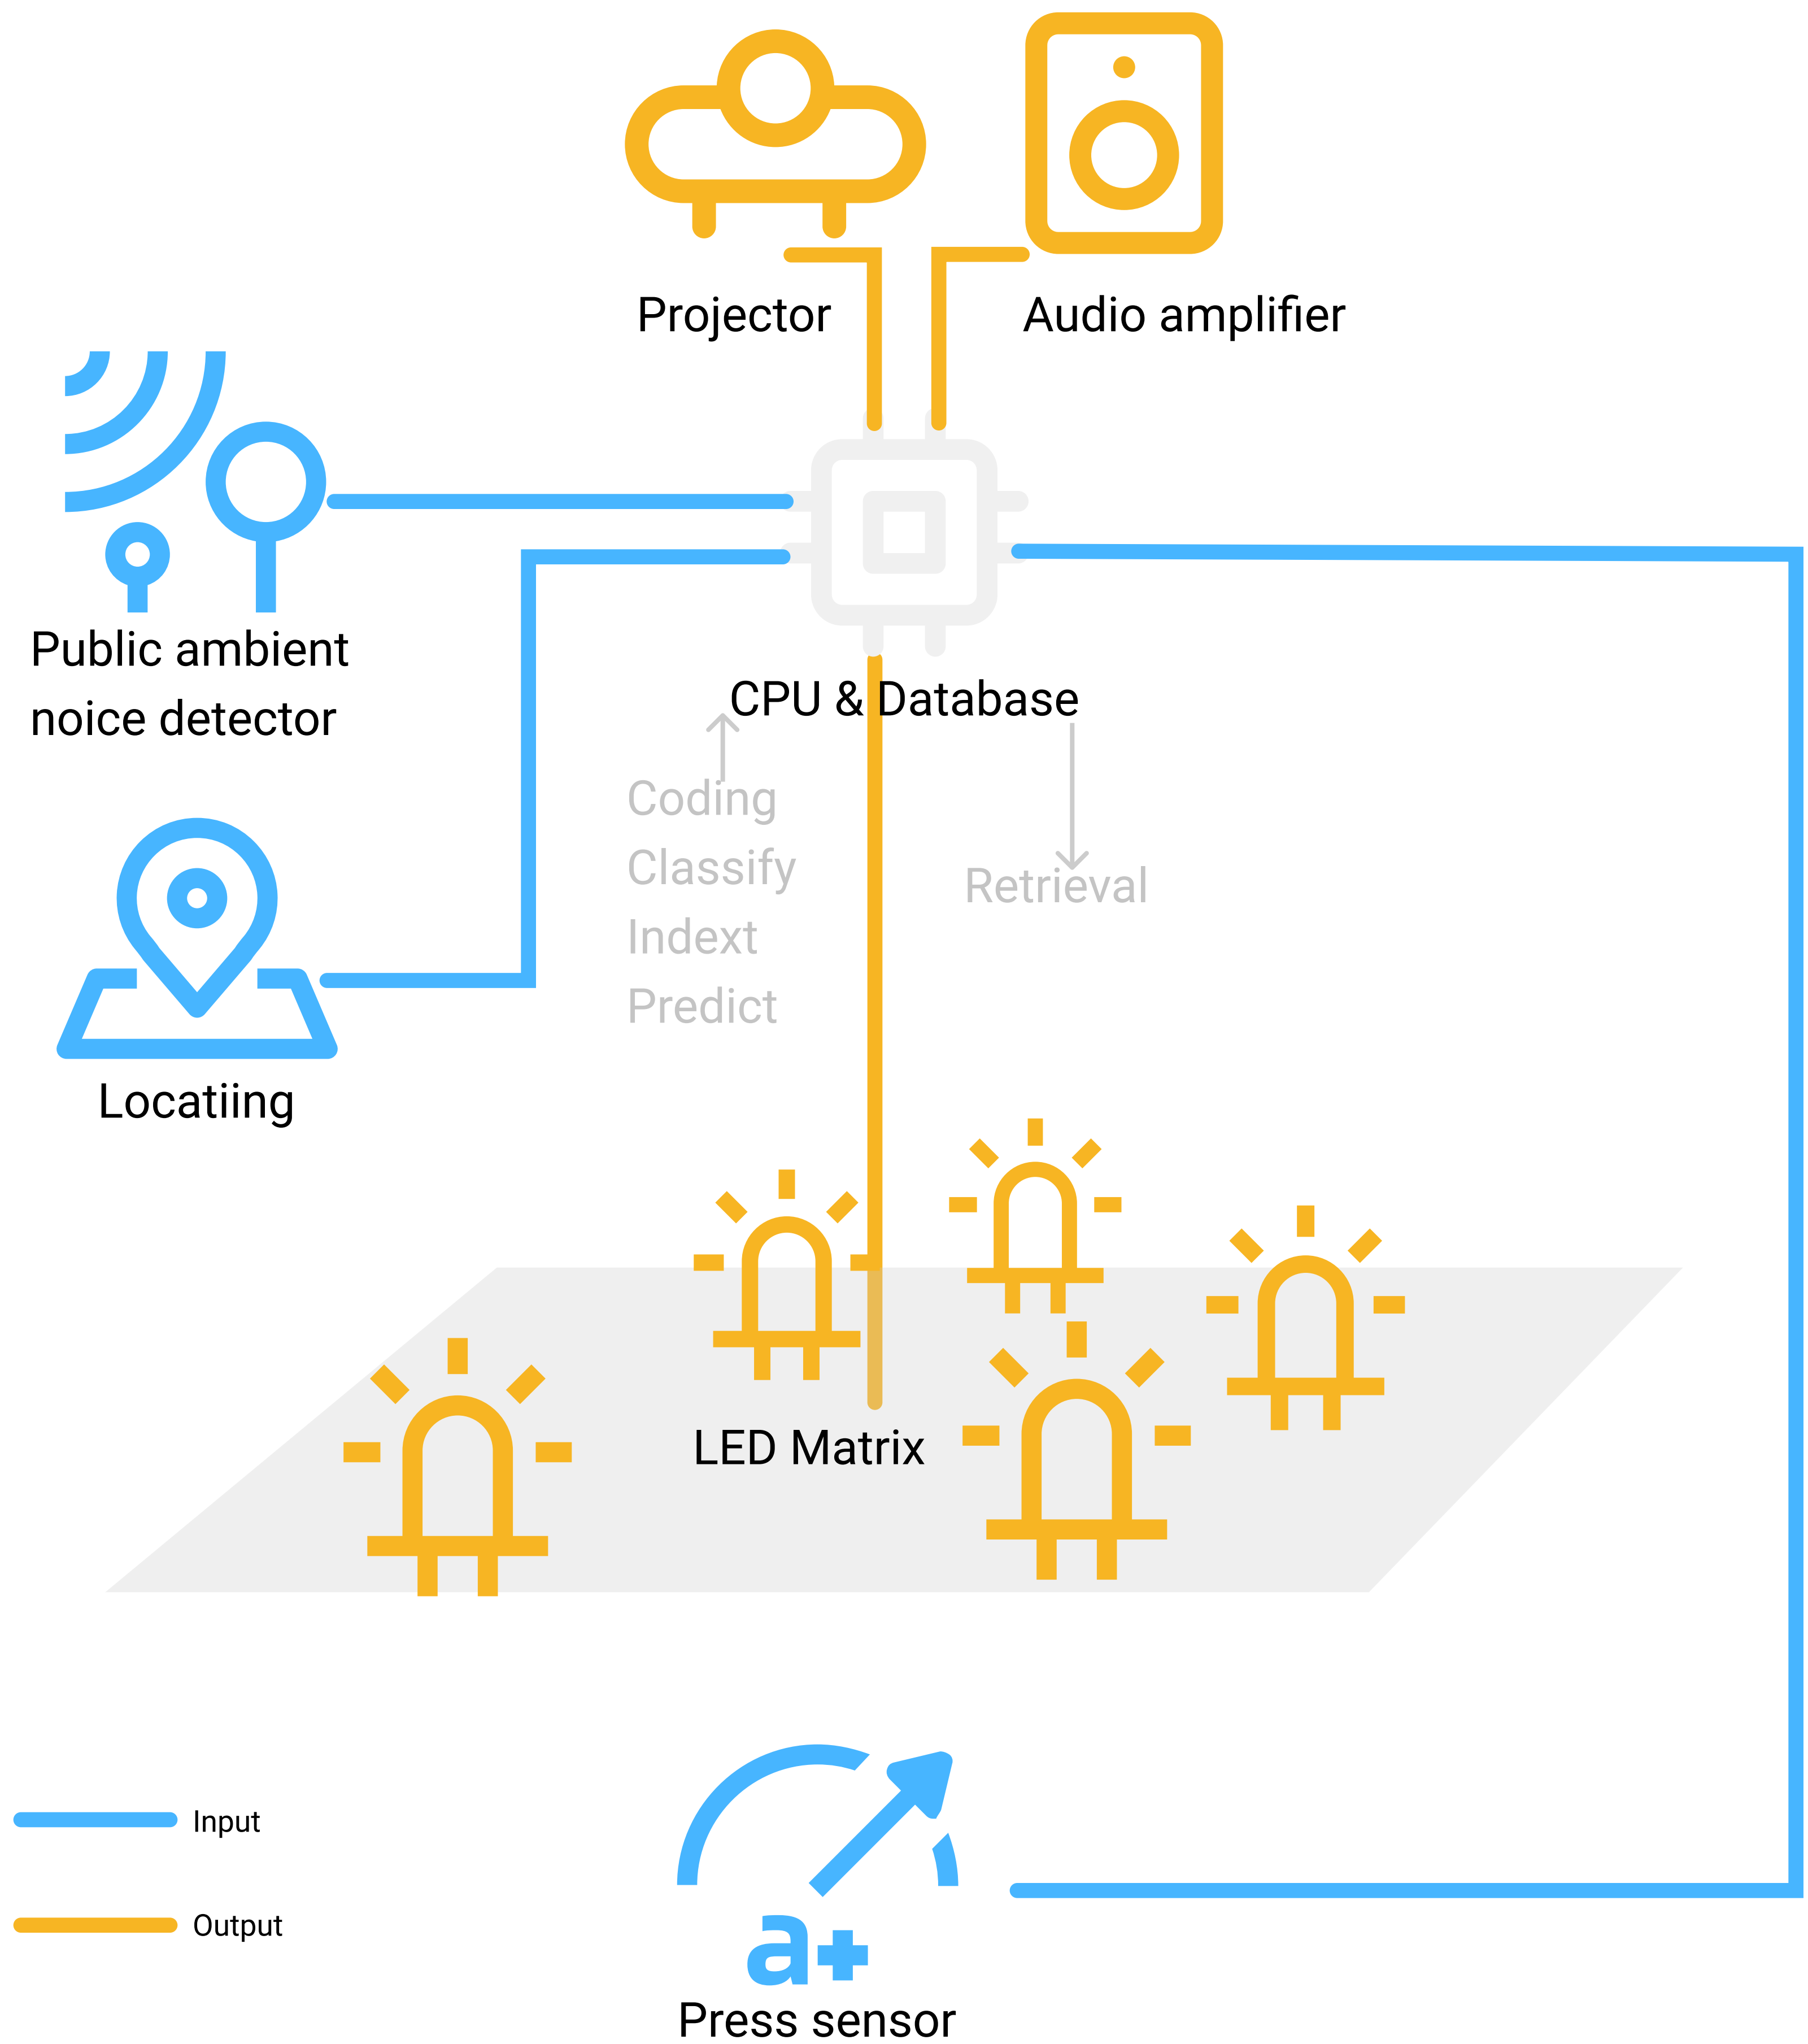 Projector
Audio amplifier
Public ambient
noice detector
CPU & Database
Coding
Classify
Indext
Predict
Retrieval
Locatiing
LED Matrix
Input
Output
a+
Press sensor